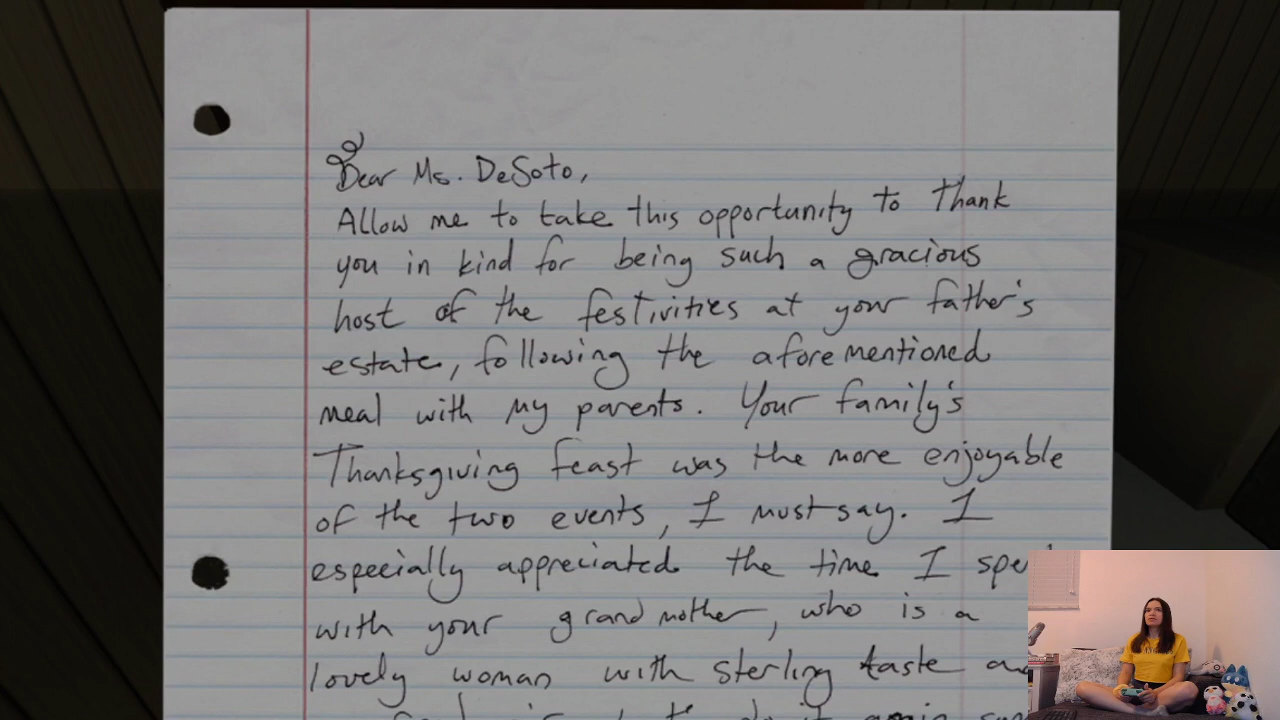 Dear Ms. DeSoto,
Allow me to take this opportunity to thank
you in kind for being such a gracious
host of the festivities at your father's
estate, following the aforementioned
meal with my parents. Your family's
Thanksgiving feast was the more enjoyable
of the two events, I must say. I
especially appreciated the time I
with your grandmother, who is a
lovely woman with sterling taste